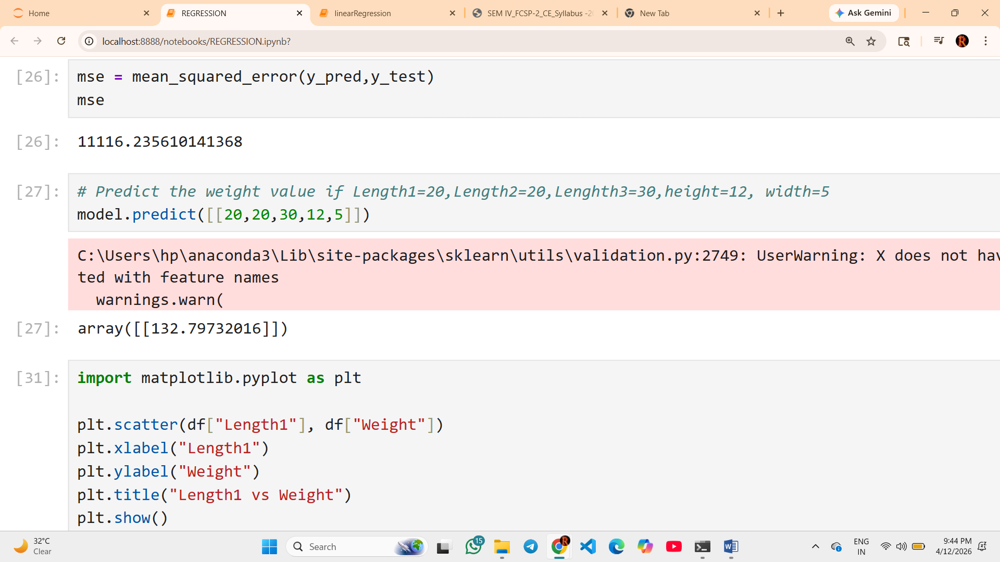 Home
REGRESSION
linearRegression
SEM IV_FCSP-2_CE_Syllabus -20
New Tab
Ask Gemini
localhost:8888/notebooks/REGRESSION.ipynb?
[26]: mse = mean_squared_error(y_pred,y_test)
mse
[26]: 11116.235610141368
[27]: # Predict the weight value if Length1=20,Length2=20,Lenghth3=30,height=12, width=5
model.predict([[20,20,30,12,5]])
C:\Users\hp\anaconda3\Lib\site-packages\sklearn\utils\validation.py:2749: UserWarning: X does not hav
ted with feature names
warnings.warn(
[27]: array([[132.79732016]])
[31]: import matplotlib.pyplot as plt
plt.scatter(df["Length1"], df["Weight"])
plt.xlabel("Length1")
plt.ylabel("Weight")
plt.title("Length1 vs Weight")
plt.show()
32°C
Clear
Search
15
ENG
IN
9:44 PM
4/12/2026